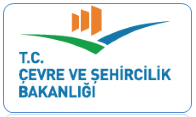 T.C.
ÇEVRE VE ŞEHİRCİLİK
BAKANLIĞI